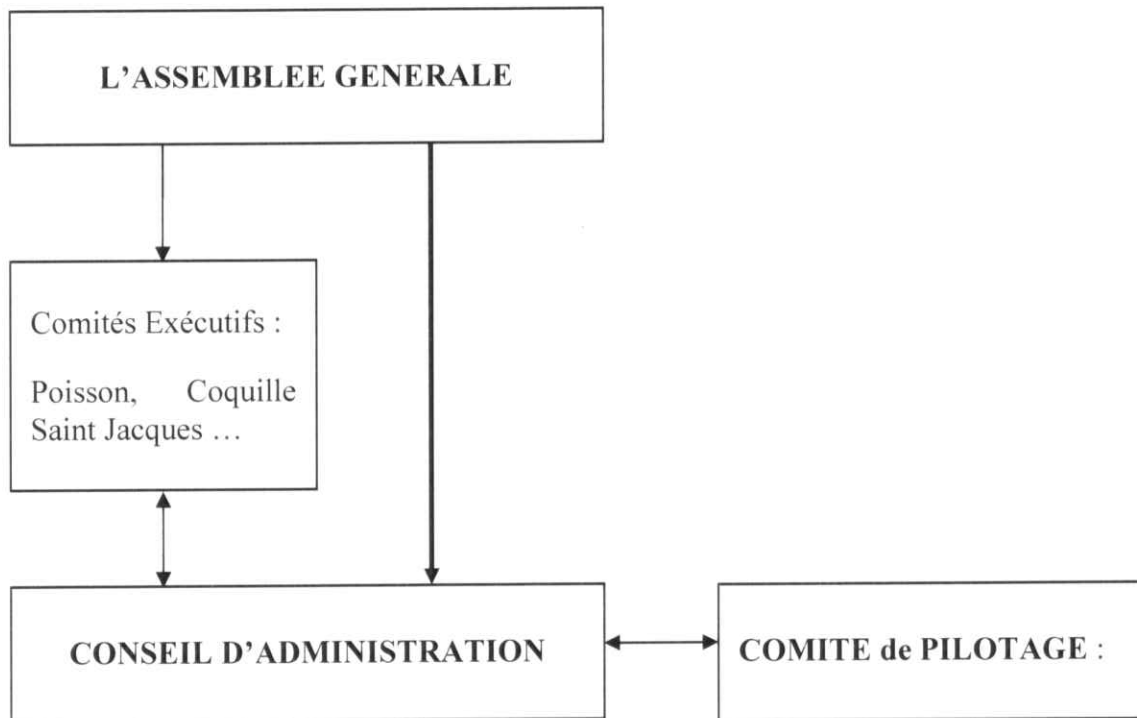 L'ASSEMBLEE GENERALE
Comités Exécutifs :
Poisson, Coquille
Saint Jacques ...
CONSEIL D'ADMINISTRATION
COMITE de PILOTAGE :